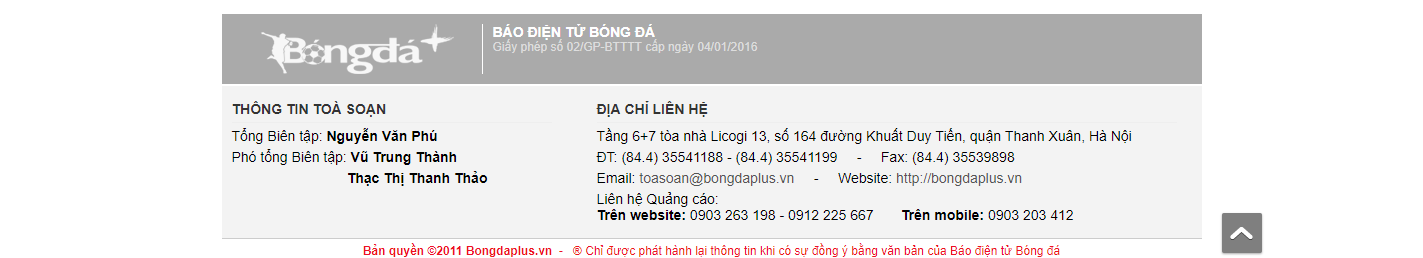 Bóngđá+
BÁO ĐIỆN TỬ BÓNG ĐÁ
Giấy phép số 02/GP-BTTTT cấp ngày 04/01/2016
THÔNG TIN TOÀ SOẠN
Tổng Biên tập: Nguyễn Văn Phú
Phó tổng Biên tập: Vũ Trung Thành
Thạc Thị Thanh Thảo
ĐỊA CHỈ LIÊN HỆ
Tầng 6+7 tòa nhà Licogi 13, số 164 đường Khuất Duy Tiến, quận Thanh Xuân, Hà Nội
ĐT: (84.4) 35541188 - (84.4) 35541199 - Fax: (84.4) 35539898
Email: toasoan@bongdaplus.vn - Website: http://bongdaplus.vn
Liên hệ Quảng cáo:
Trên website: 0903 263 198 - 0912 225 667 Trên mobile: 0903 203 412
Bản quyền ©2011 Bongdaplus.vn - ® Chỉ được phát hành lại thông tin khi có sự đồng ý bằng văn bản của Báo điện tử Bóng đá